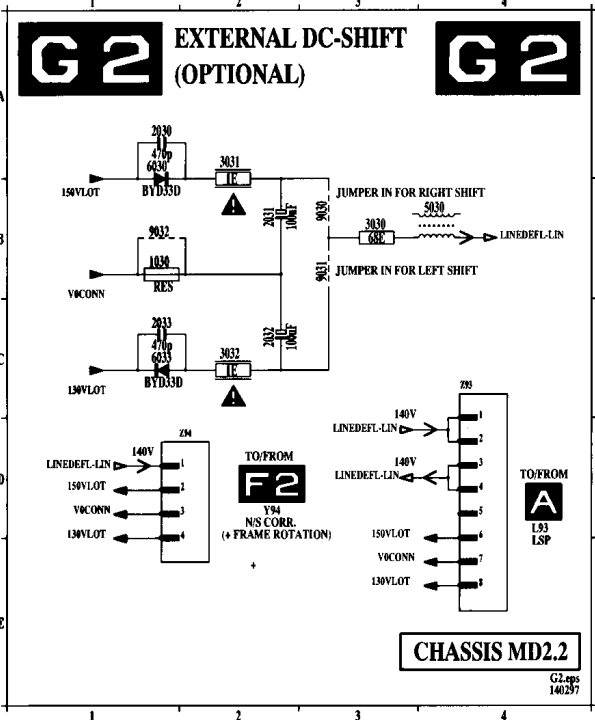 1 2 3 4
G 2 EXTERNAL DC-SHIFT G 2
(OPTIONAL)
A
2030
470p
6030
BYD33D
3031
1E
150VLOT
2031
100uF
9030
JUMPER IN FOR RIGHT SHIFT
5030
3030
68E
LINEDEFL-LIN
B
9032
1030
RES
V0CONN
9031
JUMPER IN FOR LEFT SHIFT
2033
470p
6033
BYD33D
3032
1E
130VLOT
2032
100uF
C
Z93
140V
LINEDEFL-LIN
1
2
140V
LINEDEFL-LIN
3
4
5
150VLOT 6
V0CONN 7
130VLOT 8
TO/FROM
A
L93
LSP
Z94
140V
LINEDEFL-LIN 1
150VLOT 2
V0CONN 3
130VLOT 4
D
TO/FROM
F2
Y94
N/S CORR.
(+ FRAME ROTATION)
E
CHASSIS MD2.2
G2.eps
140297
1 2 3 4